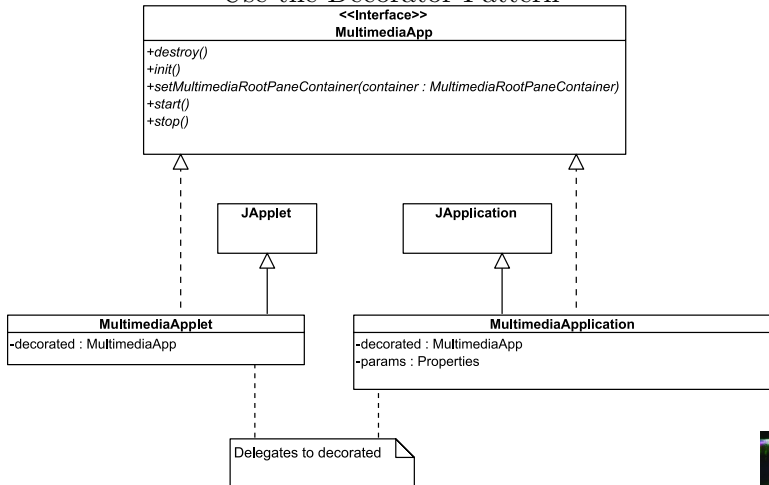 Use the Decorator Pattern
<<Interface>>
MultimediaApp
+destroy()
+init()
+setMultimediaRootPaneContainer(container : MultimediaRootPaneContainer)
+start()
+stop()
JApplet
JApplication
MultimediaApplet
-decorated : MultimediaApp
MultimediaApplication
-decorated : MultimediaApp
-params : Properties
Delegates to decorated